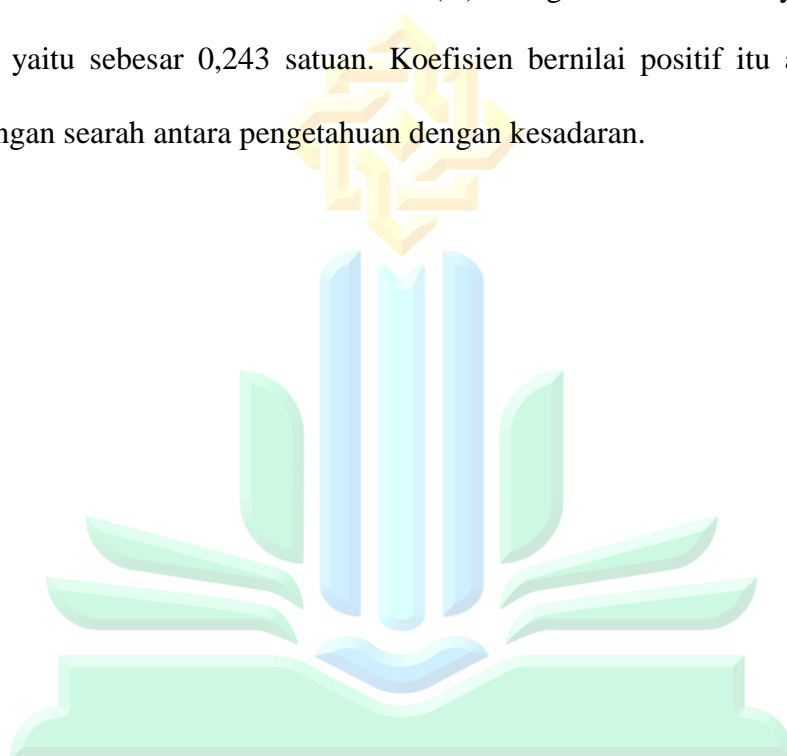 yaitu sebesar 0,243 satuan. Koefisien bernilai positif itu
ngan searah antara pengetahuan dengan kesadaran.